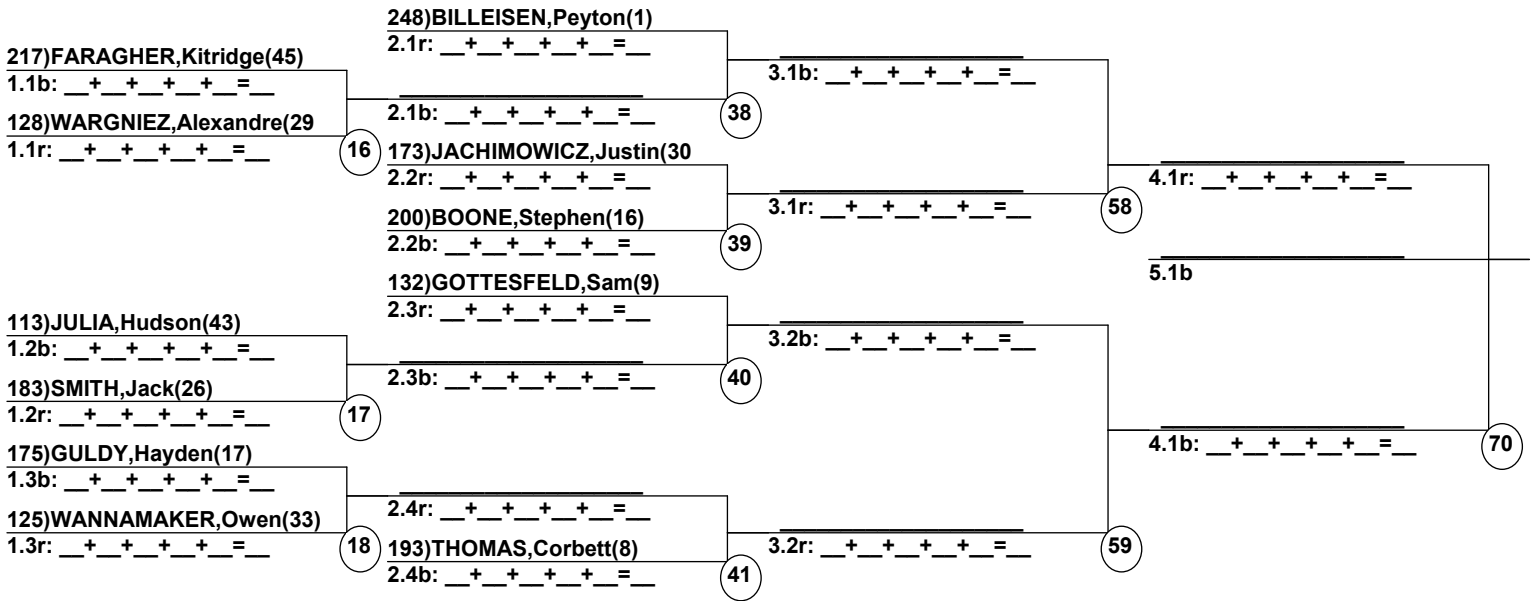 248)BILLEISEN,Peyton(1)
2.1r: __+__+__+__+__=__
217)FARAGHER,Kitridge(45)
1.1b: __+__+__+__+__=__
3.1b: __+__+__+__+__=__
2.1b: __+__+__+__+__=__
38
128)WARGNIEZ,Alexandre(29
1.1r: __+__+__+__+__=__
16
173)JACHIMOWICZ,Justin(30
2.2r: __+__+__+__+__=__
4.1r: __+__+__+__+__=__
3.1r: __+__+__+__+__=__
58
200)BOONE,Stephen(16)
2.2b: __+__+__+__+__=__
39
5.1b
132)GOTTESFELD,Sam(9)
2.3r: __+__+__+__+__=__
113)JULIA,Hudson(43)
1.2b: __+__+__+__+__=__
3.2b: __+__+__+__+__=__
2.3b: __+__+__+__+__=__
40
183)SMITH,Jack(26)
1.2r: __+__+__+__+__=__
17
4.1b: __+__+__+__+__=__
70
175)GULDY,Hayden(17)
1.3b: __+__+__+__+__=__
2.4r: __+__+__+__+__=__
125)WANNAMAKER,Owen(33)
1.3r: __+__+__+__+__=__
18
3.2r: __+__+__+__+__=__
59
193)THOMAS,Corbett(8)
2.4b: __+__+__+__+__=__
41